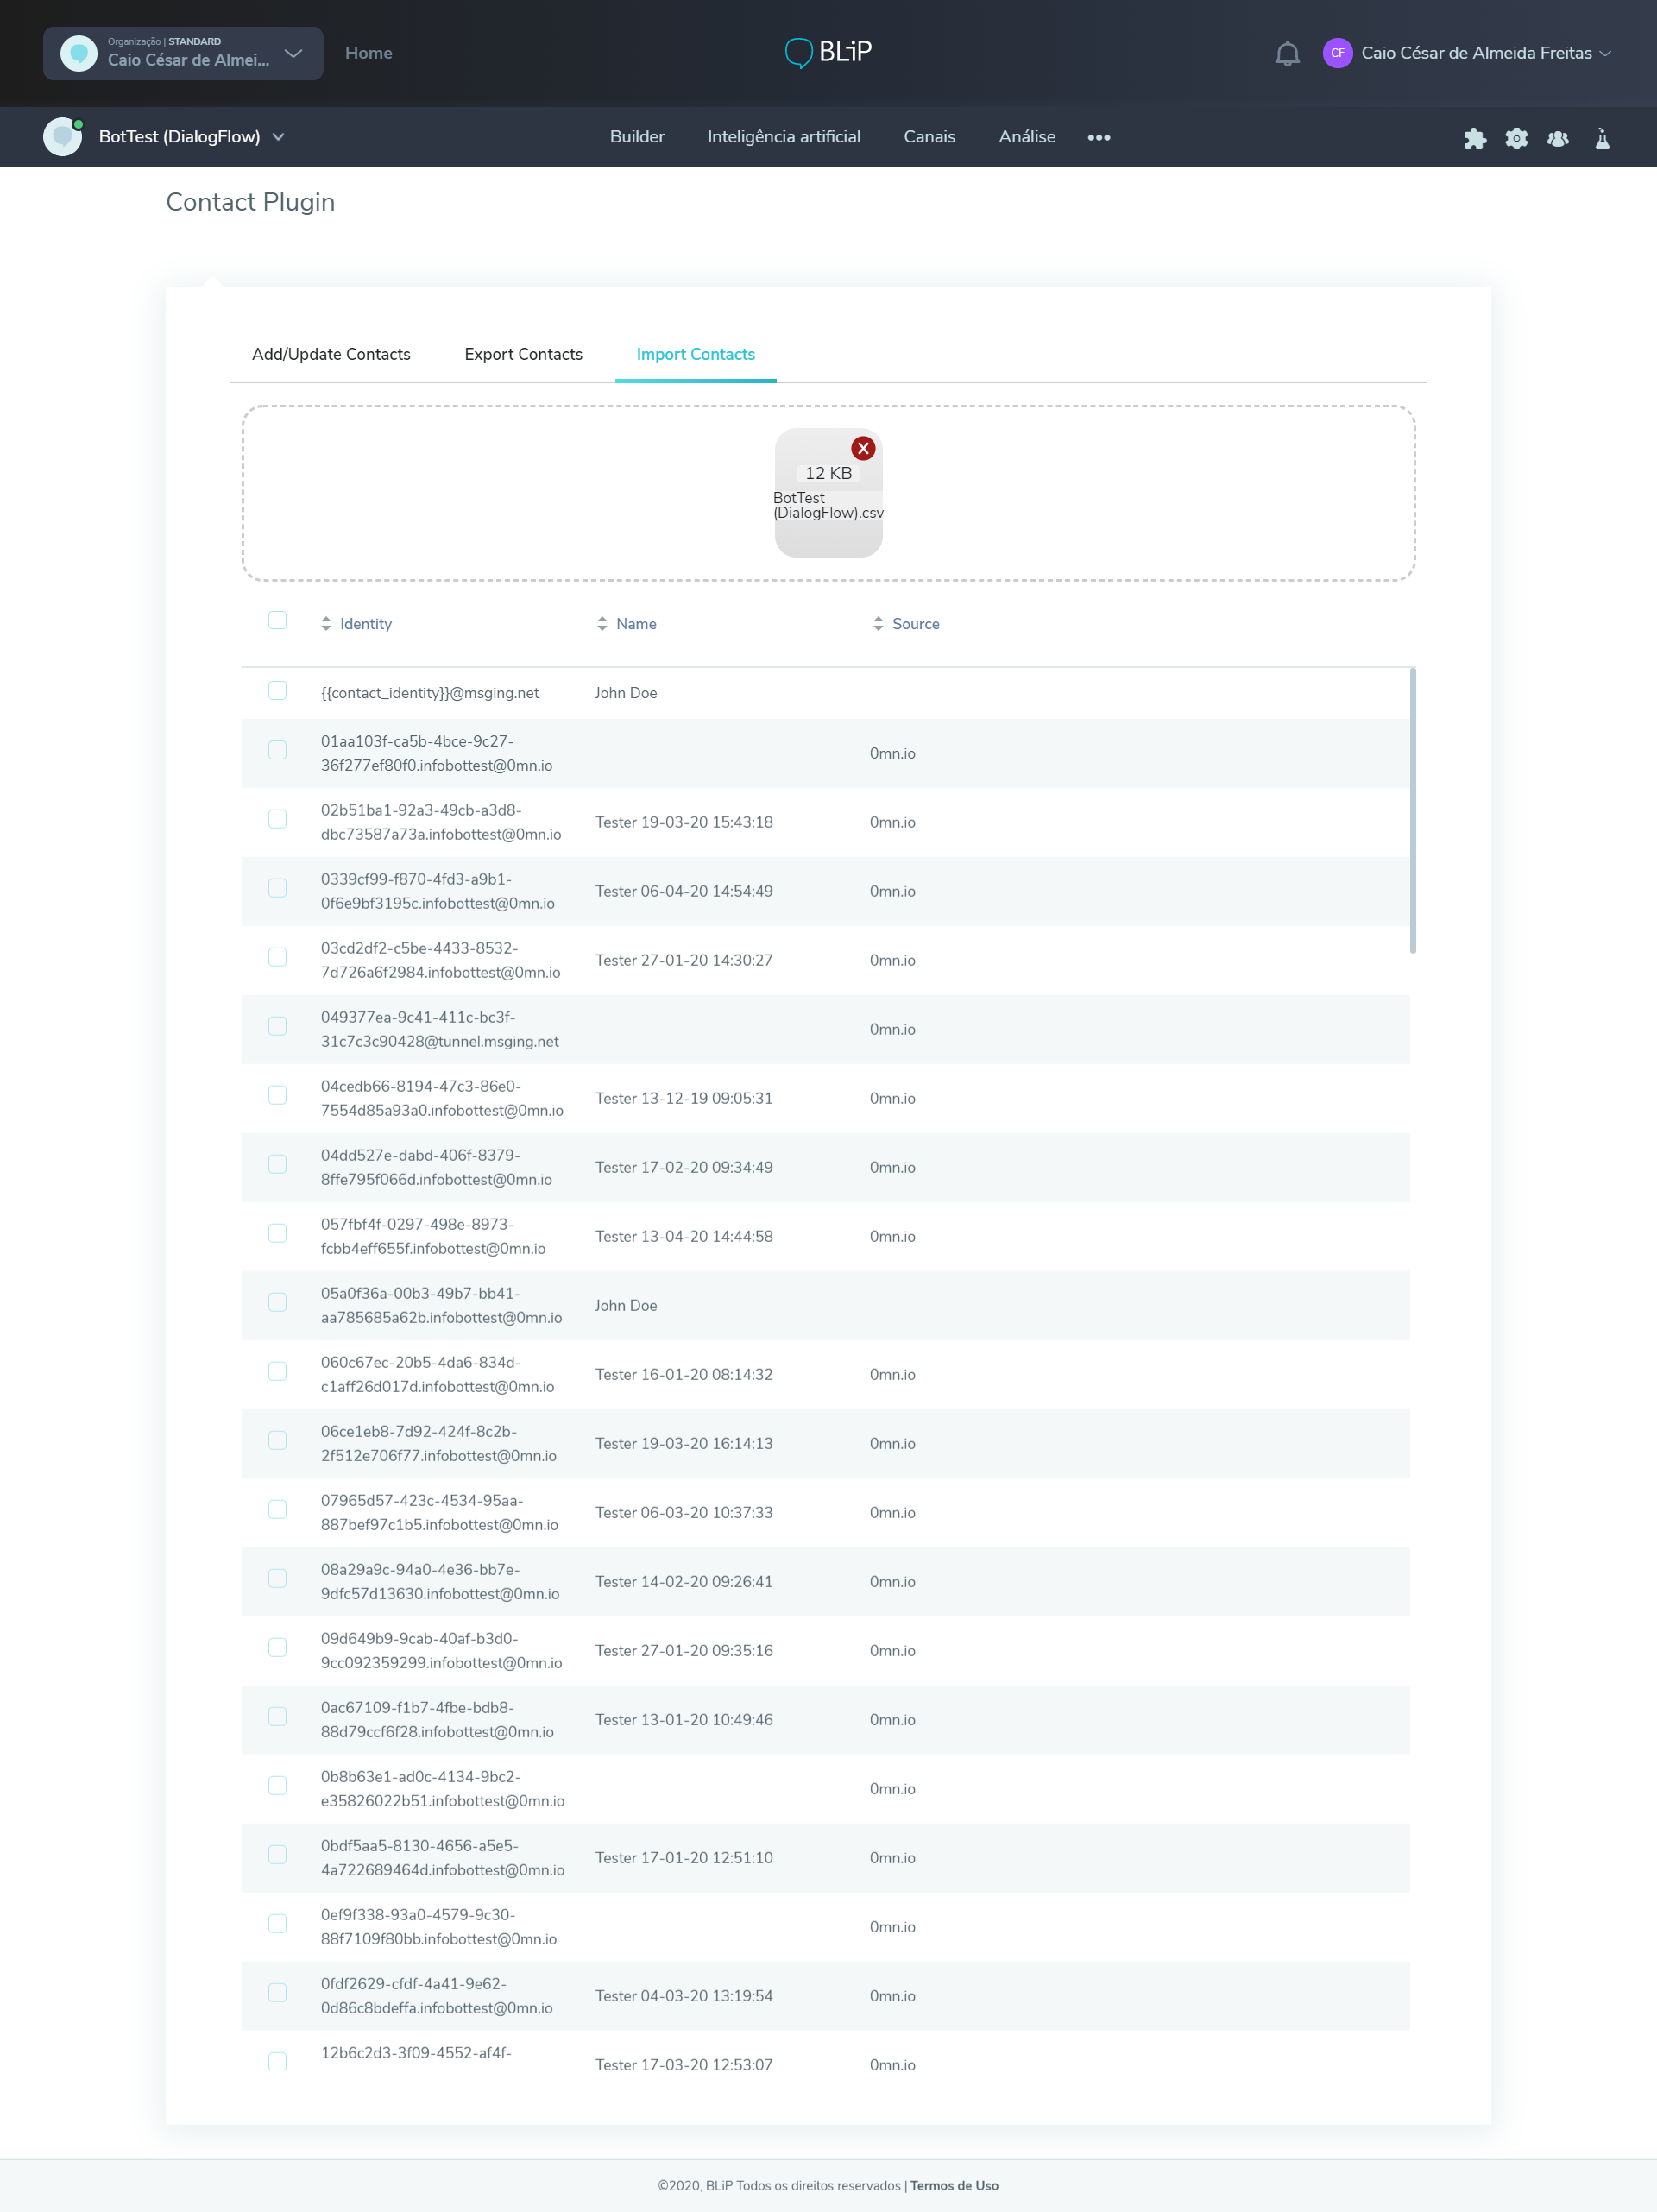 Organização | STANDARD
Caio César de Almei...
Home
BLiP
CF
Caio César de Almeida Freitas
BotTest (DialogFlow)
Builder
Inteligência artificial
Canais
Análise
Contact Plugin
Add/Update Contacts
Export Contacts
Import Contacts
X
12 KB
BotTest
(DialogFlow).csv
Identity
Name
Source
{{contact_identity}}@msging.net
John Doe
01aa103f-ca5b-4bce-9c27-
36f277ef80f0.infobottest@0mn.io
0mn.io
02b51ba1-92a3-49cb-a3d8-
dbc73587a73a.infobottest@0mn.io
Tester 19-03-20 15:43:18
0mn.io
0339cf99-f870-4fd3-a9b1-
0f6e9bf3195c.infobottest@0mn.io
Tester 06-04-20 14:54:49
0mn.io
03cd2df2-c5be-4433-8532-
7d726a6f2984.infobottest@0mn.io
Tester 27-01-20 14:30:27
0mn.io
049377ea-9c41-411c-bc3f-
31c7c3c90428@tunnel.msging.net
0mn.io
04cedb66-8194-47c3-86e0-
7554d85a93a0.infobottest@0mn.io
Tester 13-12-19 09:05:31
0mn.io
04dd527e-dabd-406f-8379-
8ffe795f066d.infobottest@0mn.io
Tester 17-02-20 09:34:49
0mn.io
057fbf4f-0297-498e-8973-
fcbb4eff655f.infobottest@0mn.io
Tester 13-04-20 14:44:58
0mn.io
05a0f36a-00b3-49b7-bb41-
aa785685a62b.infobottest@0mn.io
John Doe
060c67ec-20b5-4da6-834d-
c1aff26d017d.infobottest@0mn.io
Tester 16-01-20 08:14:32
0mn.io
06ce1eb8-7d92-424f-8c2b-
2f512e706f77.infobottest@0mn.io
Tester 19-03-20 16:14:13
0mn.io
07965d57-423c-4534-95aa-
887bef97c1b5.infobottest@0mn.io
Tester 06-03-20 10:37:33
0mn.io
08a29a9c-94a0-4e36-bb7e-
9dfc57d13630.infobottest@0mn.io
Tester 14-02-20 09:26:41
0mn.io
09d649b9-9cab-40af-b3d0-
9cc092359299.infobottest@0mn.io
Tester 27-01-20 09:35:16
0mn.io
0ac67109-f1b7-4fbe-bdb8-
88d79ccf6f28.infobottest@0mn.io
Tester 13-01-20 10:49:46
0mn.io
0b8b63e1-ad0c-4134-9bc2-
e35826022b51.infobottest@0mn.io
0mn.io
0bdf5aa5-8130-4656-a5e5-
4a722689464d.infobottest@0mn.io
Tester 17-01-20 12:51:10
0mn.io
0ef9f338-93a0-4579-9c30-
88f7109f80bb.infobottest@0mn.io
0mn.io
0fdf2629-cfdf-4a41-9e62-
0d86c8bdeffa.infobottest@0mn.io
Tester 04-03-20 13:19:54
0mn.io
12b6c2d3-3f09-4552-af4f-
Tester 17-03-20 12:53:07
0mn.io
©2020, BLiP Todos os direitos reservados | Termos de Uso